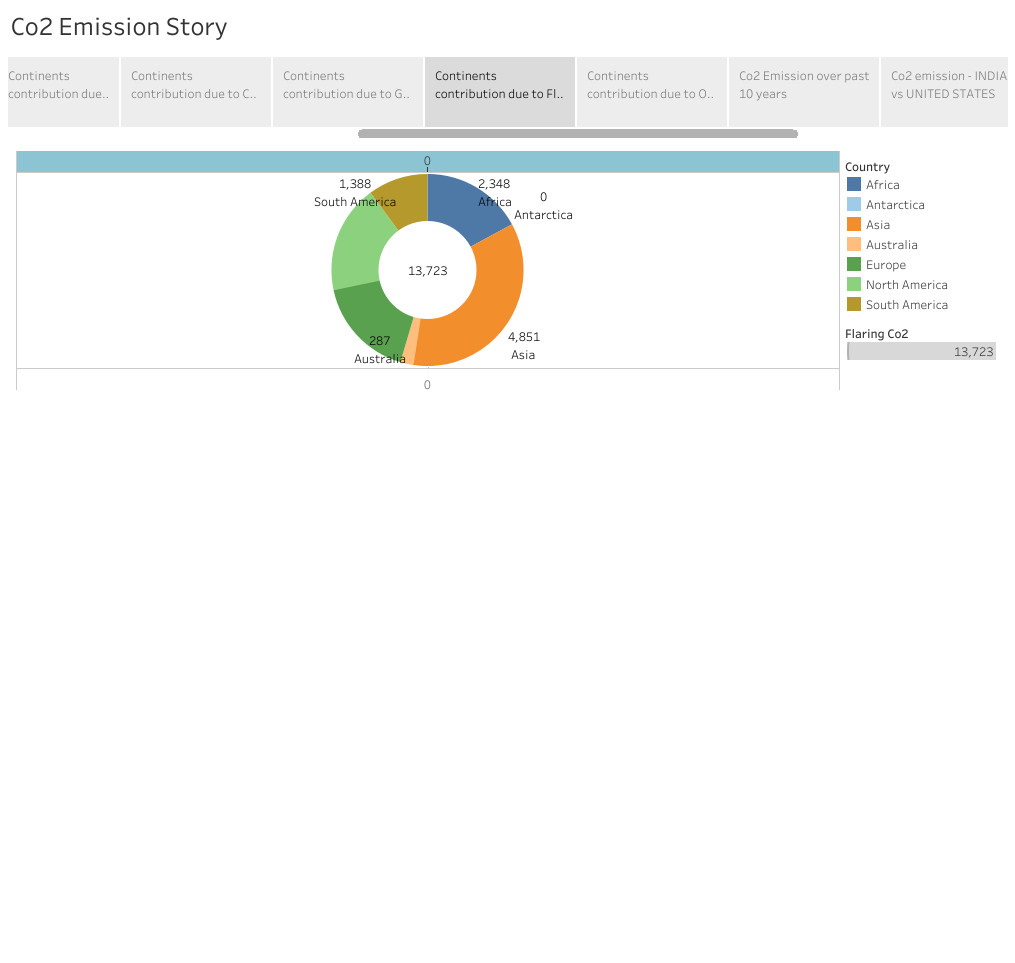 Co2 Emission Story
Continents
contribution due..
Continents
contribution due to C..
Continents
contribution due to G..
Continents
contribution due to Fl..
Continents
contribution due to O..
Co2 Emission over past
10 years
Co2 emission - INDIA
vs UNITED STATES
0
1,388
South America
2,348
Africa
0
Antarctica
13,723
287
Australia
4,851
Asia
0
Country
Africa
Antarctica
Asia
Australia
Europe
North America
South America
Flaring Co2
13,723